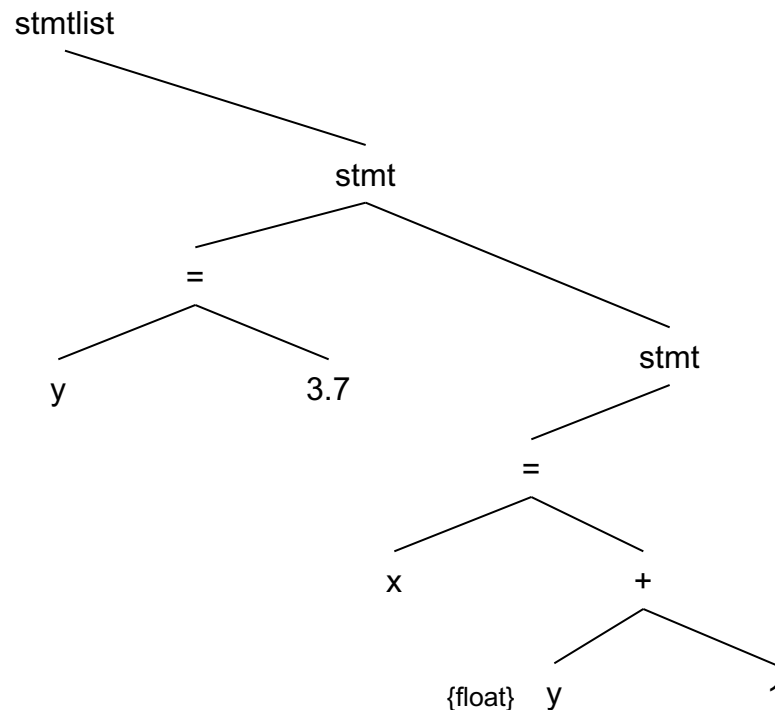 stmtlist
stmt
=
stmt
y 3.7
=
x +
{float} y